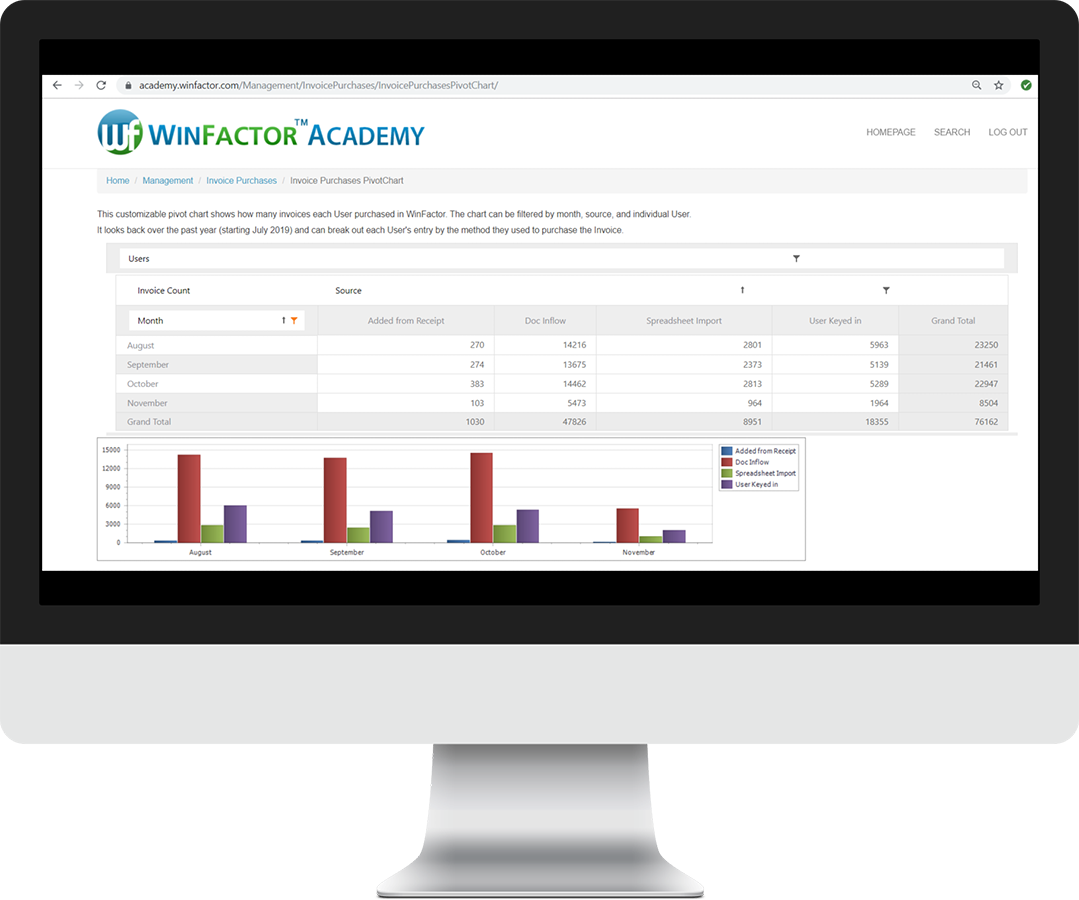 academy.winfactor.com/Management/InvoicePurchases/InvoicePurchasesPivotChart/
WF WINFACTOR™ ACADEMY
HOMEPAGE SEARCH LOG OUT
Home / Management / Invoice Purchases / Invoice Purchases PivotChart
This customizable pivot chart shows how many invoices each User purchased in WinFactor. The chart can be filtered by month, source, and individual User.
It looks back over the past year (starting July 2019) and can break out each User's entry by the method they used to purchase the Invoice.
Users
Invoice Count Source
Month Added from Receipt Doc Inflow Spreadsheet Import User Keyed in Grand Total
August 270 14216 2801 5963 23250
September 274 13675 2373 5139 21461
October 383 14462 2813 5289 22947
November 103 5473 964 1964 8504
Grand Total 1030 47826 8951 18355 76162
15000
12000
9000
6000
3000
0
August September October November
Added from Receipt
Doc Inflow
Spreadsheet Import
User Keyed in